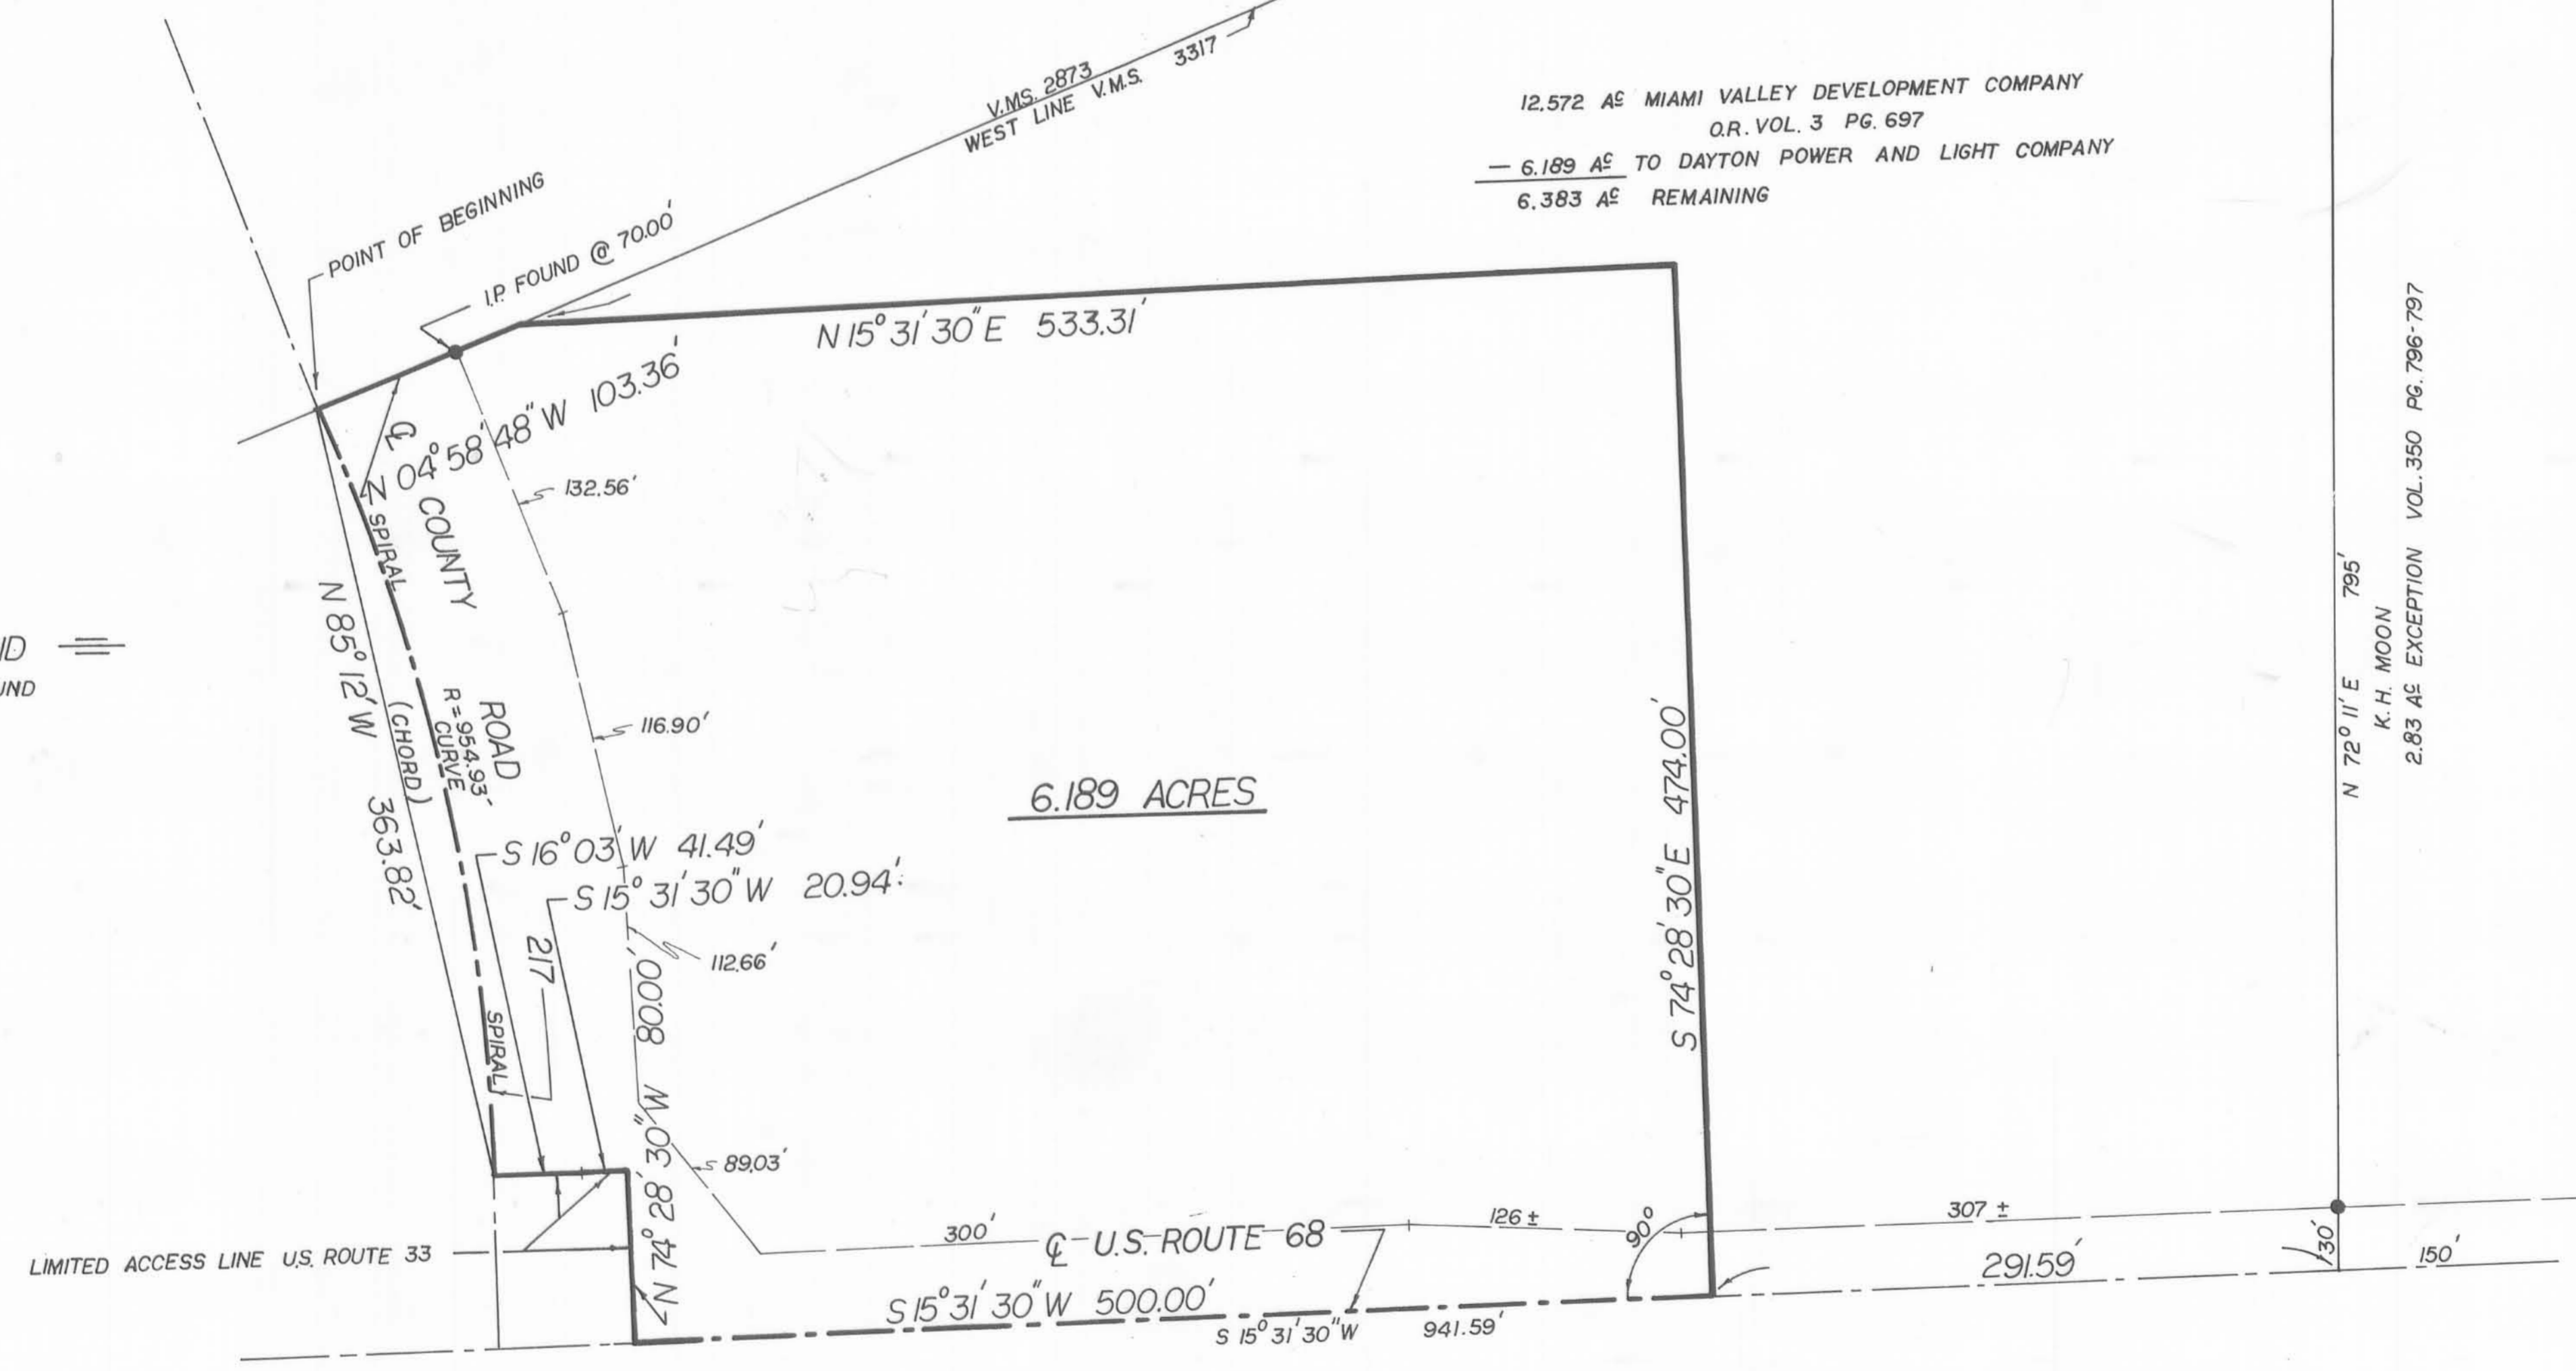 V.M.S. 2873
WEST LINE V.M.S. 3317
12.572 Ac MIAMI VALLEY DEVELOPMENT COMPANY
O.R. VOL. 3 PG. 697
— 6.189 Ac TO DAYTON POWER AND LIGHT COMPANY
6.383 Ac REMAINING
POINT OF BEGINNING
I.P. FOUND @ 70.00'
N 15° 31' 30" E 533.31'
N 04° 58' 48" W 103.36'
℄ COUNTY ROAD
132.56'
SPIRAL
N 85° 12' W 363.82'
(CHORD)
R = 954.93'
CURVE
116.90'
6.189 ACRES
S 16° 03' W 41.49'
S 15° 31' 30" W 20.94'
217
SPIRAL
112.66'
N 74° 28' 30" W 80.00'
89.03'
S 74° 28' 30" E 474.00'
N 72° 11' E 795'
K. H. MOON
2.83 Ac EXCEPTION VOL. 350 PG. 796-797
LIMITED ACCESS LINE U.S. ROUTE 33
300'
℄ U.S. ROUTE 68
126 ±
90°
307 ±
130'
291.59'
150'
S 15° 31' 30" W 500.00'
S 15° 31' 30" W 941.59'